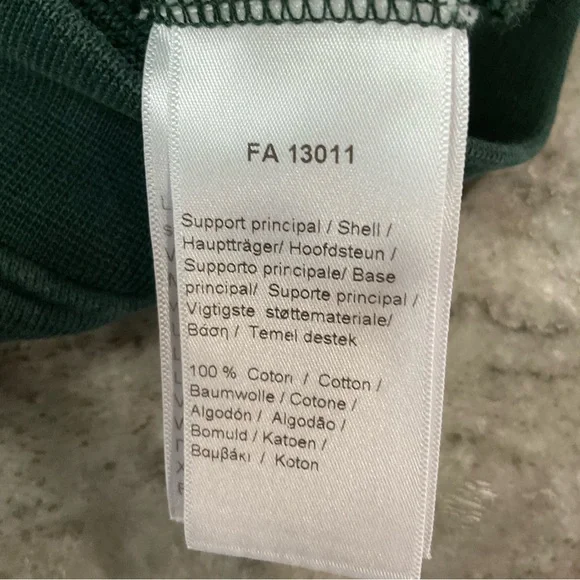 FA 13011
Support principal / Shell /
Hauptträger/ Hoofdsteun /
Supporto principale/ Base
principal/ Suporte principal /
Vigtigste støttemateriale/
Βάση / Temel destek
100 % Coton / Cotton /
Baumwolle / Cotone /
Algodón / Algodão /
Bomuld / Katoen /
Βαμβάκι / Koton